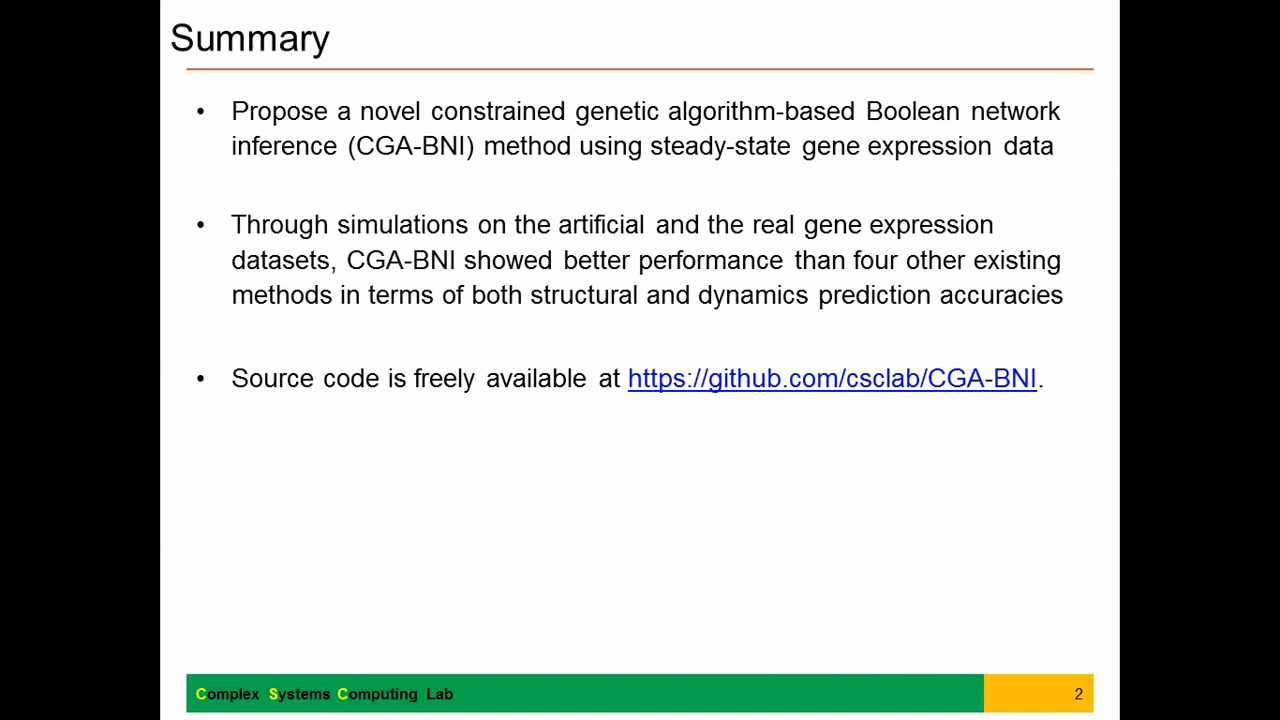 Summary
• Propose a novel constrained genetic algorithm-based Boolean network
inference (CGA-BNI) method using steady-state gene expression data
• Through simulations on the artificial and the real gene expression
datasets, CGA-BNI showed better performance than four other existing
methods in terms of both structural and dynamics prediction accuracies
• Source code is freely available at https://github.com/csclab/CGA-BNI.
Complex Systems Computing Lab
2